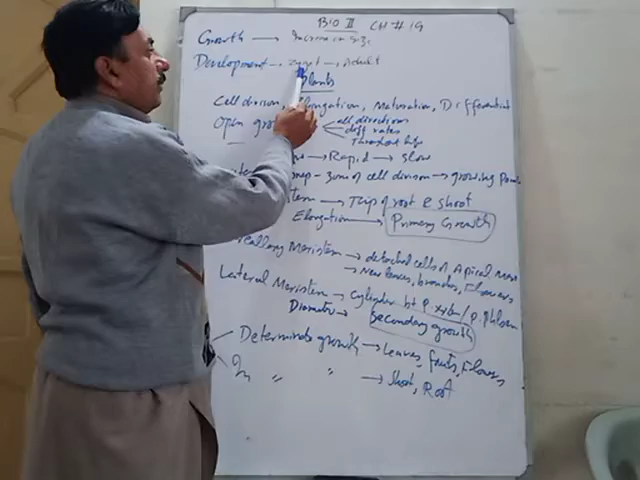 BIO II CH # 19
Growth → Increase in size
Development → → Adult
Plants
Cell division, Elongation, Maturation, Differentiation
Open all directions
diff rates
Throughout life
→ Rapid → slow
Zone of cell division → growing Points
→ Tip of root & shoot
Elongation → Primary Growth
Meristem → detached cells of Apical Meris
→ New leaves, branches, Flowers
Lateral Meristem → Cylinder bt P. xylem / P. Phloem
Diameter → Secondary growth
Determinate growth → Leaves, fruits, Flowers
In " " → Shoot, Root